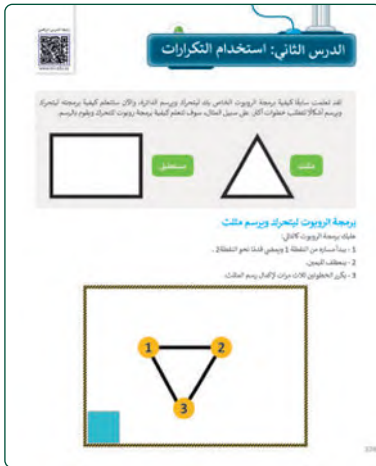 الدرس الثاني: استخدام التكرارات
لقد تعلمت سابقًا كيفية برمجة الروبوت الخاص بك ليتحرك ويرسم الدائرة، والآن ستتعلم كيفية برمجته ليتحرك
ويرسم أشكالًا تتطلب خطوات أكثر. على سبيل المثال، سوف تتعلم كيفية برمجة روبوت ليتحرك ويقوم بالرسم.
مثلث
مستطيل
برمجة الروبوت ليتحرك ويرسم مثلث
عليك برمجة الروبوت كالتالي:
1 - يبدأ مساره من النقطة 1 ويمضي قدمًا نحو النقطة 2.
2 - ينعطف لليمين.
3 - يكرر الخطوتين ثلاث مرات لإكمال رسم المثلث.
1
2
3